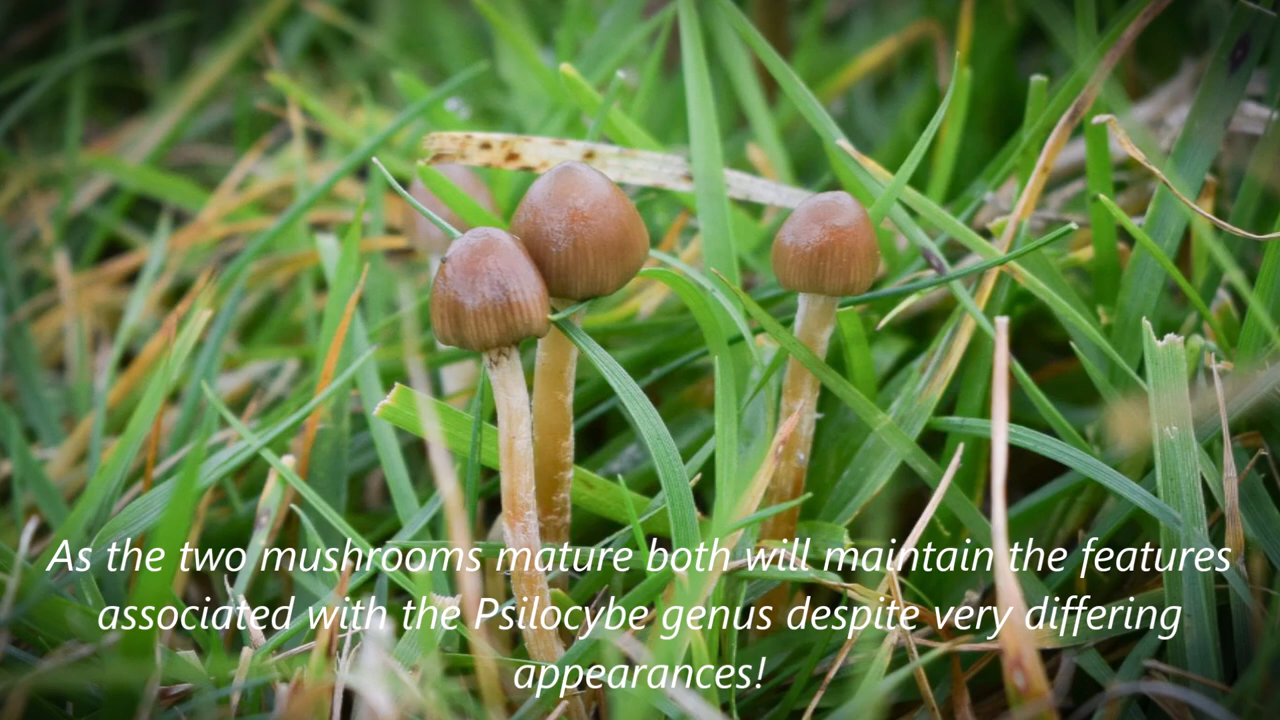 As the two mushrooms mature both will maintain the features
associated with the Psilocybe genus despite very differing
appearances!